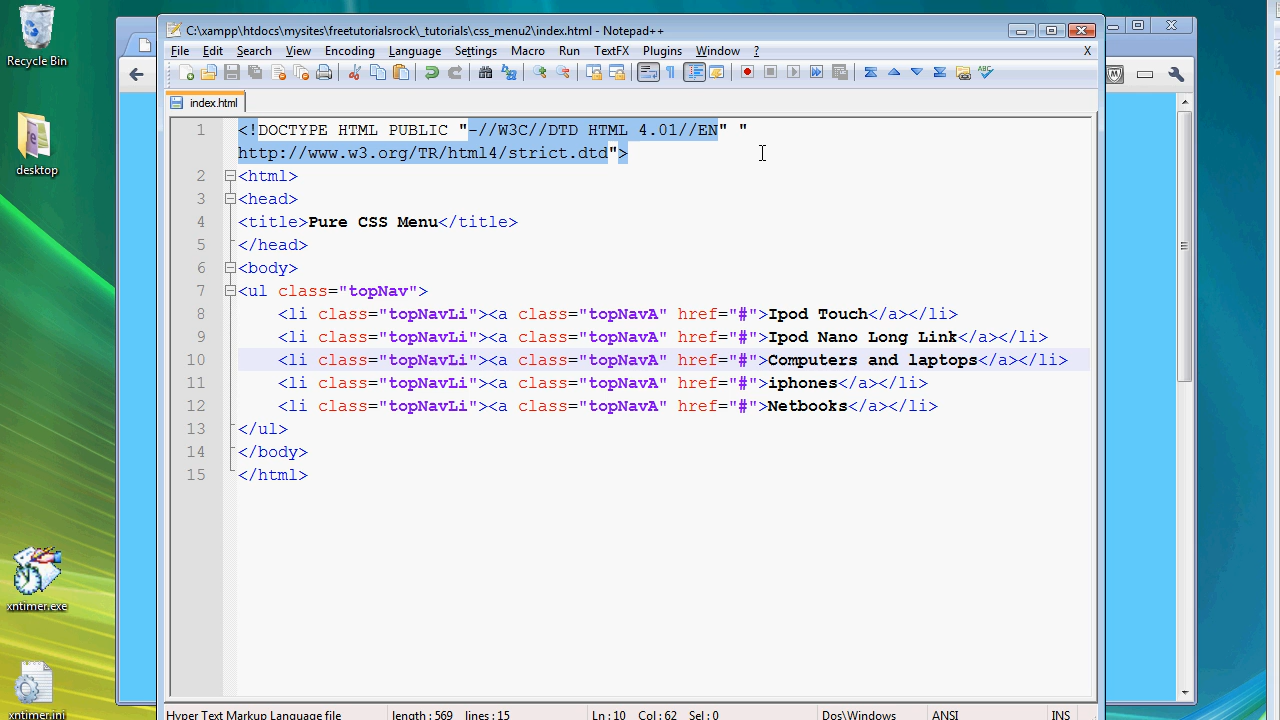 Recycle Bin
desktop
xntimer.exe
xntimer.ini
C:\xampp\htdocs\mysites\freetutorialsrick\_tutorials\css_menu2\index.html - Notepad++
File Edit Search View Encoding Language Settings Macro Run TextFX Plugins Window ? X
index.html
1 <!DOCTYPE HTML PUBLIC "-//W3C//DTD HTML 4.01//EN" "
http://www.w3.org/TR/html4/strict.dtd">
2 <html>
3 <head>
4 <title>Pure CSS Menu</title>
5 </head>
6 <body>
7 <ul class="topNav">
8 <li class="topNavLi"><a class="topNavA" href="#">Ipod Touch</a></li>
9 <li class="topNavLi"><a class="topNavA" href="#">Ipod Nano Long Link</a></li>
10 <li class="topNavLi"><a class="topNavA" href="#">Computers and laptops</a></li>
11 <li class="topNavLi"><a class="topNavA" href="#">iphones</a></li>
12 <li class="topNavLi"><a class="topNavA" href="#">Netbooks</a></li>
13 </ul>
14 </body>
15 </html>
Hyper Text Markup Language file length : 569 lines : 15 Ln : 10 Col : 62 Sel : 0 Dos\Windows ANSI INS